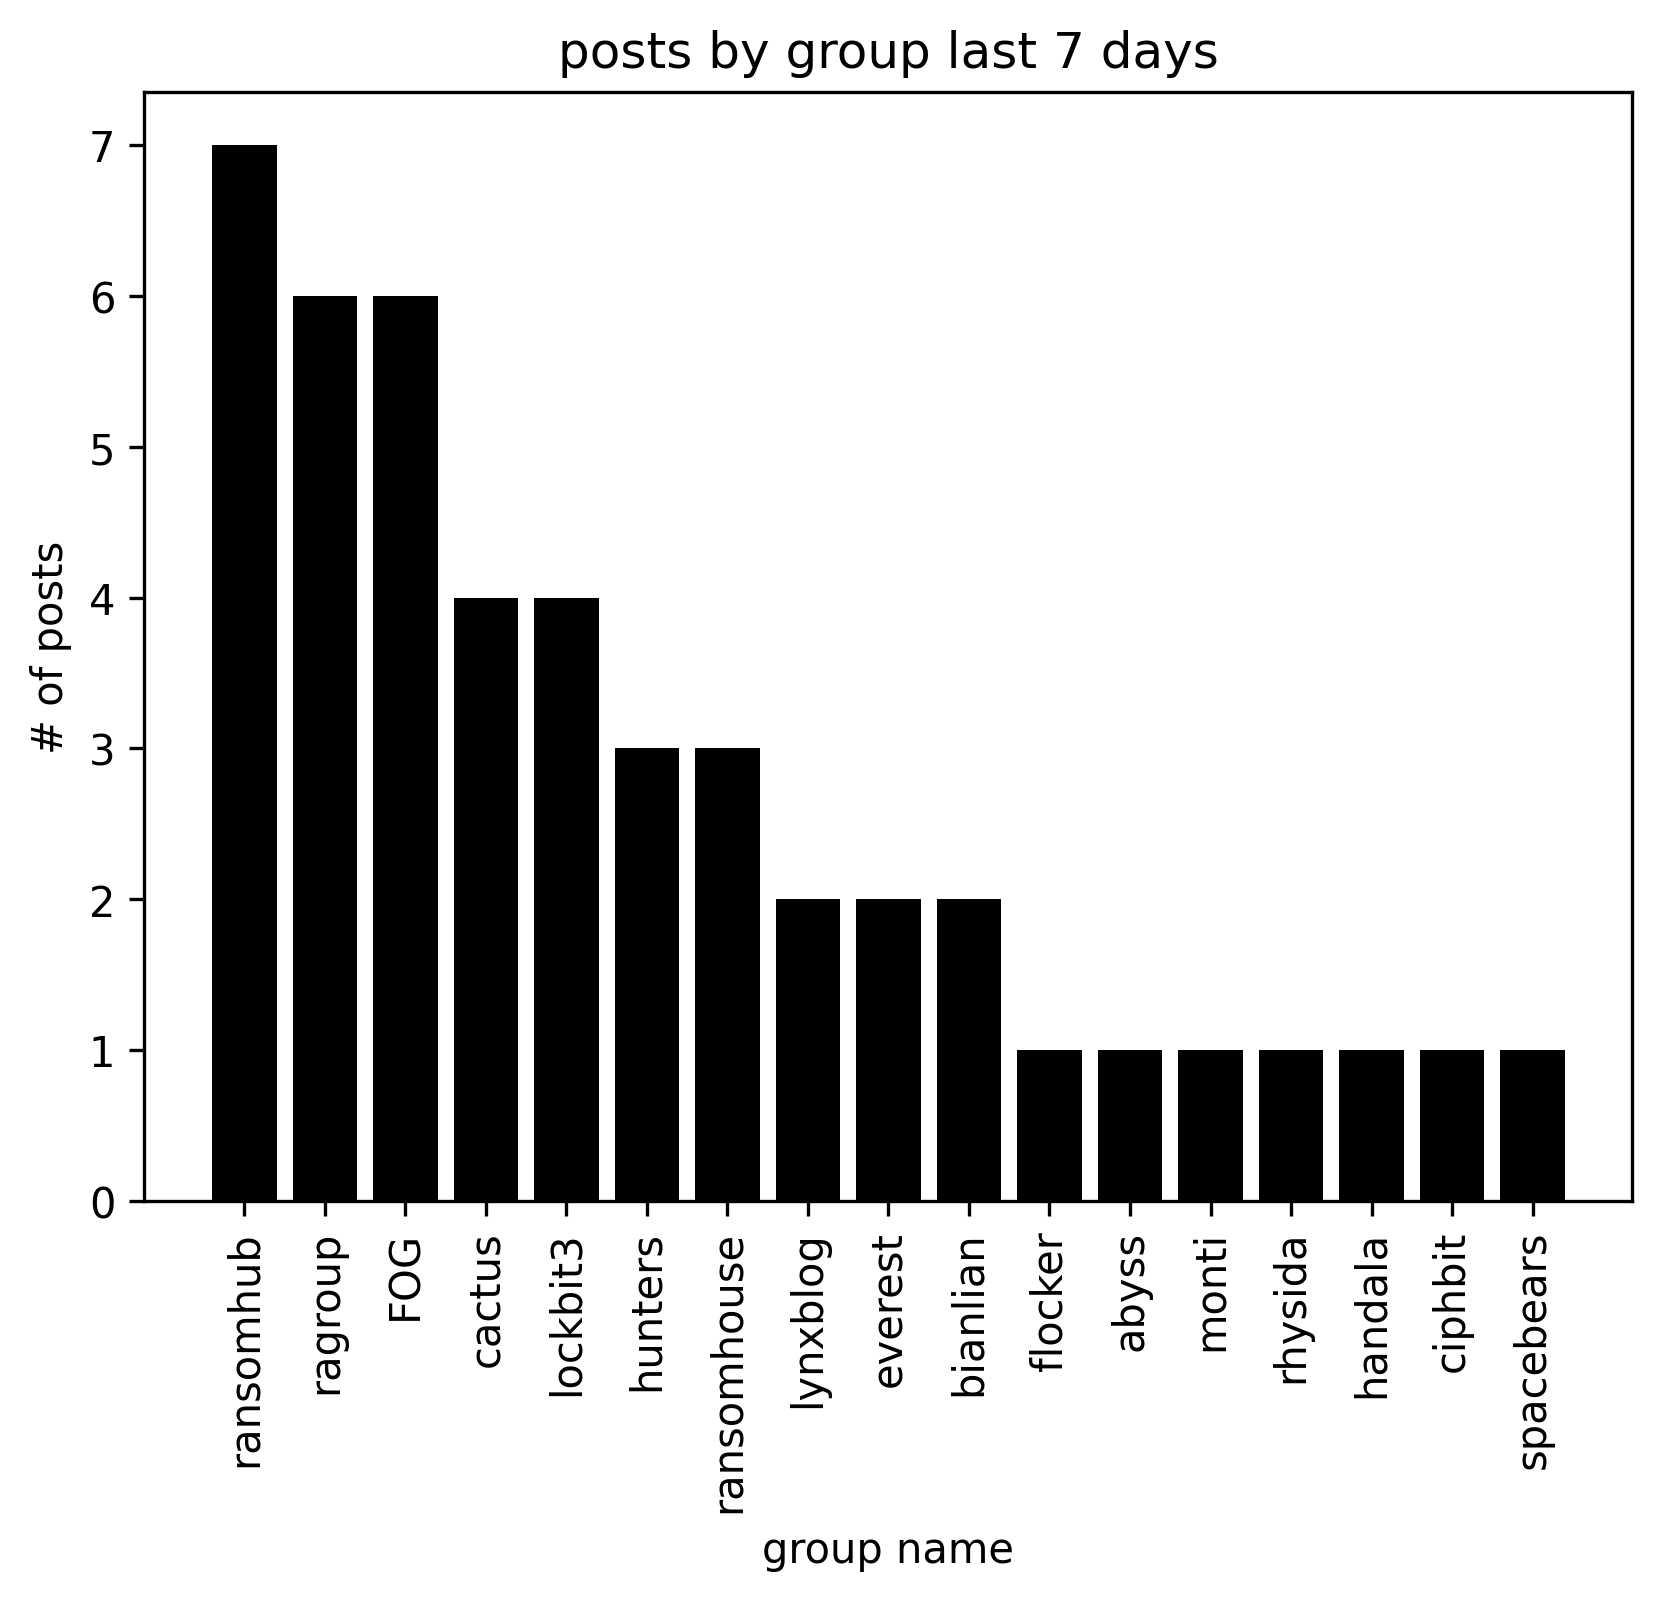 posts by group last 7 days
# of posts
7
6
5
4
3
2
1
0
ransomhub
ragroup
FOG
cactus
lockbit3
hunters
ransomhouse
lynxblog
everest
bianlian
flocker
abyss
monti
rhysida
handala
ciphbit
spacebears
group name